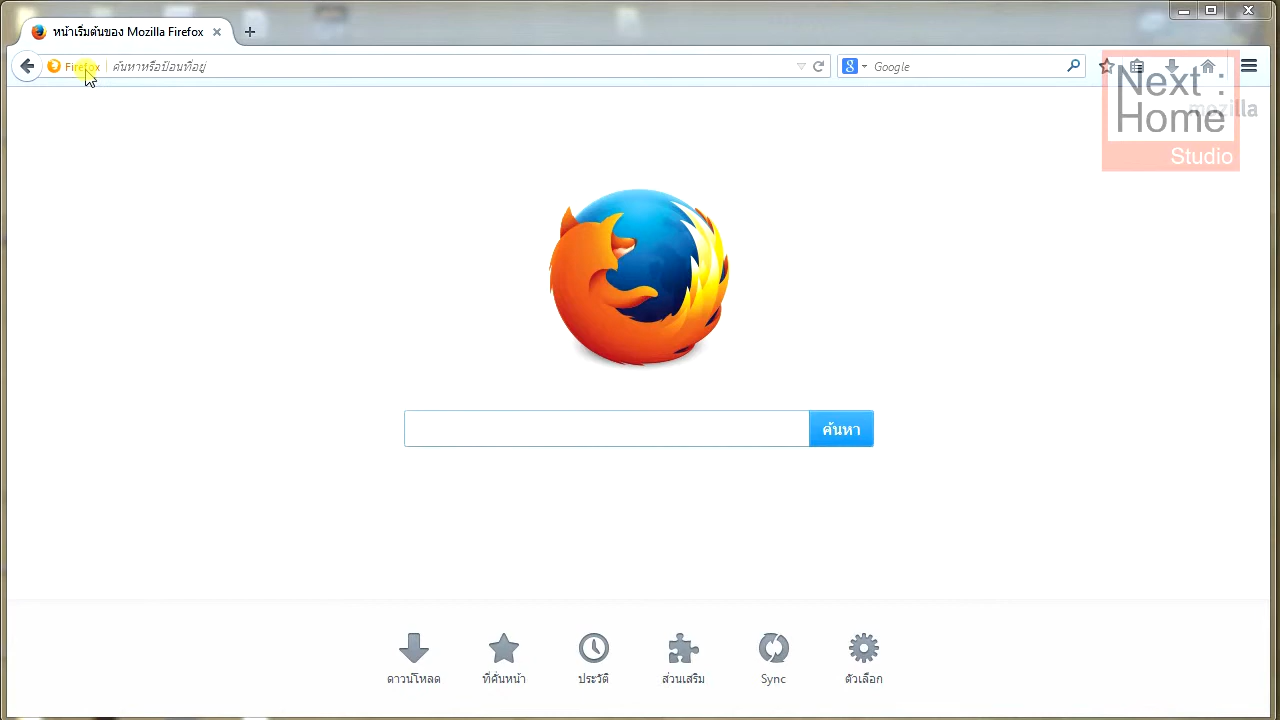 หน้าเริ่มต้นของ Mozilla Firefox
Firefox
ค้นหาหรือป้อนที่อยู่
Google
mozilla
Next :
Home
Studio
ค้นหา
ดาวน์โหลด
ที่คั่นหน้า
ประวัติ
ส่วนเสริม
Sync
ตัวเลือก